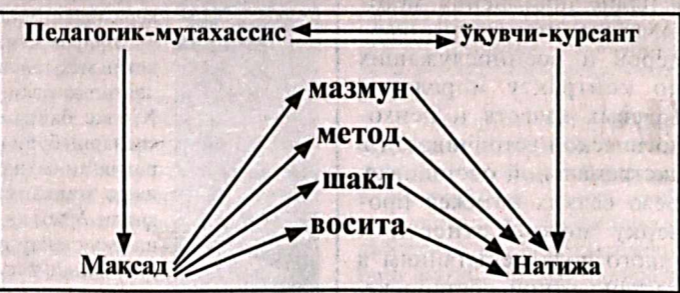 Педагогик-мутахассис ўқувчи-курсант
мазмун
метод
шакл
восита
Мақсад Натижа